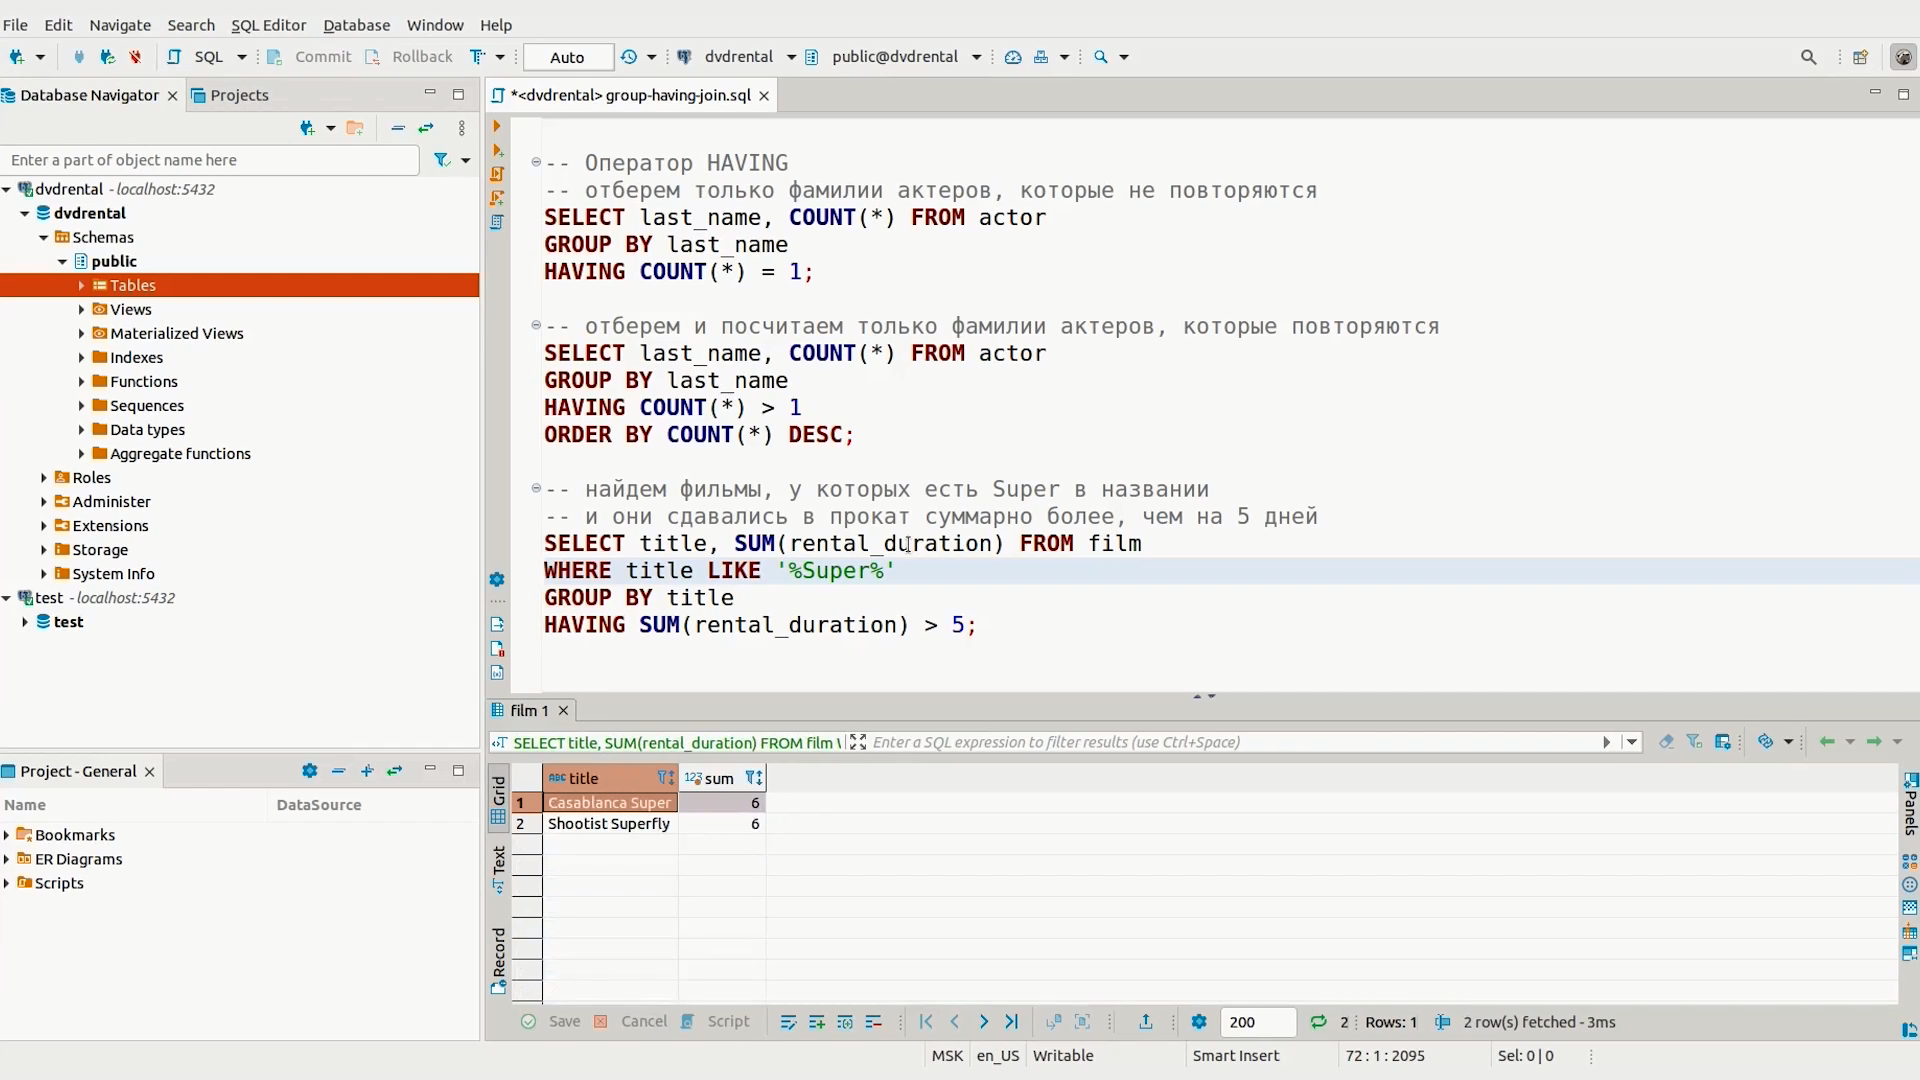 File Edit Navigate Search SQL Editor Database Window Help
SQL Commit Rollback Auto dvdrental public@dvdrental
Database Navigator Projects
*<dvdrental> group-having-join.sql
Enter a part of object name here
dvdrental - localhost:5432
dvdrental
Schemas
public
Tables
Views
Materialized Views
Indexes
Functions
Sequences
Data types
Aggregate functions
Roles
Administer
Extensions
Storage
System Info
test - localhost:5432
test
-- Оператор HAVING
-- отберем только фамилии актеров, которые не повторяются
SELECT last_name, COUNT(*) FROM actor
GROUP BY last_name
HAVING COUNT(*) = 1;
-- отберем и посчитаем только фамилии актеров, которые повторяются
SELECT last_name, COUNT(*) FROM actor
GROUP BY last_name
HAVING COUNT(*) > 1
ORDER BY COUNT(*) DESC;
-- найдем фильмы, у которых есть Super в названии
-- и они сдавались в прокат суммарно более, чем на 5 дней
SELECT title, SUM(rental_duration) FROM film
WHERE title LIKE '%Super%'
GROUP BY title
HAVING SUM(rental_duration) > 5;
Project - General
Name DataSource
Bookmarks
ER Diagrams
Scripts
film 1
SELECT title, SUM(rental_duration) FROM film \ Enter a SQL expression to filter results (use Ctrl+Space)
Grid
Text
Record
Panels
ABC title 123 sum
1 Casablanca Super 6
2 Shootist Superfly 6
Save Cancel Script 200 2 Rows: 1 2 row(s) fetched - 3ms
MSK en_US Writable Smart Insert 72 : 1 : 2095 Sel: 0 | 0